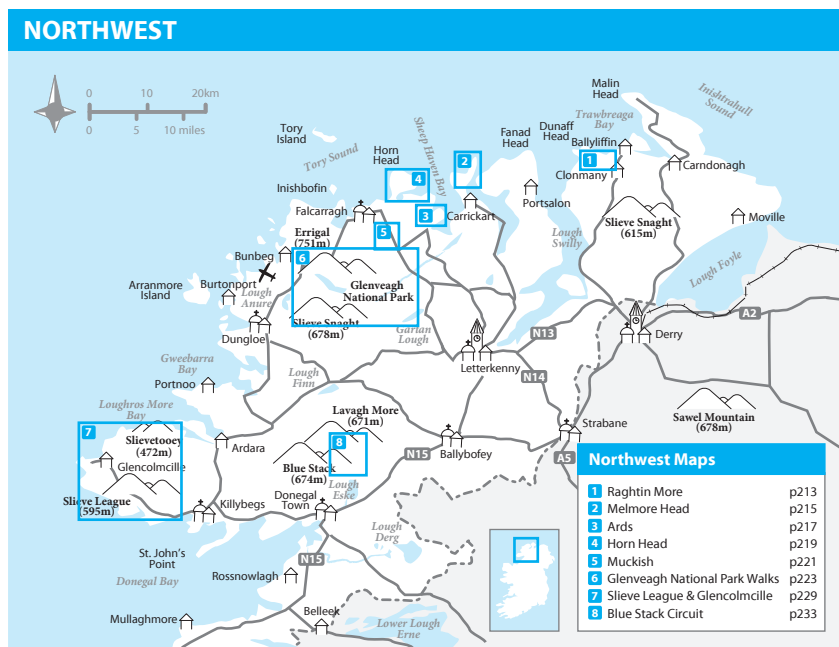 NORTHWEST
0 10 20km
0 5 10 miles
Malin
Head
Inishtrahull
Sound
Trawbreaga
Bay
Tory
Island
Tory Sound
Horn
Head
Sheep Haven Bay
Fanad
Head
Dunaff
Head
Ballyliffin
1
Clonmany
Carndonagh
2
4
Inishbofin
3
Carrickart
Portsalon
Falcarragh
5
Slieve Snaght
(615m)
Moville
Errigal
(751m)
6
Bunbeg
Lough
Swilly
Lough Foyle
Glenveagh
National Park
Arranmore
Island
Burtonport
Lough
Anure
Slieve Snaght
(678m)
Gartan
Lough
Dungloe
N13
A2
Derry
Letterkenny
Gweebarra
Bay
Lough
Finn
N14
Portnoo
Loughros More
Bay
Lavagh More
(671m)
Sawel Mountain
(678m)
7
Slievetooey
(472m)
Glencolmcille
Ardara
8
Blue Stack
(674m)
N15
Ballybofey
Strabane
A5
Slieve League
(595m)
Killybegs
Donegal
Town
Lough
Eske
Lough
Derg
St. John's
Point
Donegal Bay
N15
Rossnowlagh
Mullaghmore
Belleek
Lower Lough
Erne
Northwest Maps
1 Raghtin More p213
2 Melmore Head p215
3 Ards p217
4 Horn Head p219
5 Muckish p221
6 Glenveagh National Park Walks p223
7 Slieve League & Glencolmcille p229
8 Blue Stack Circuit p233